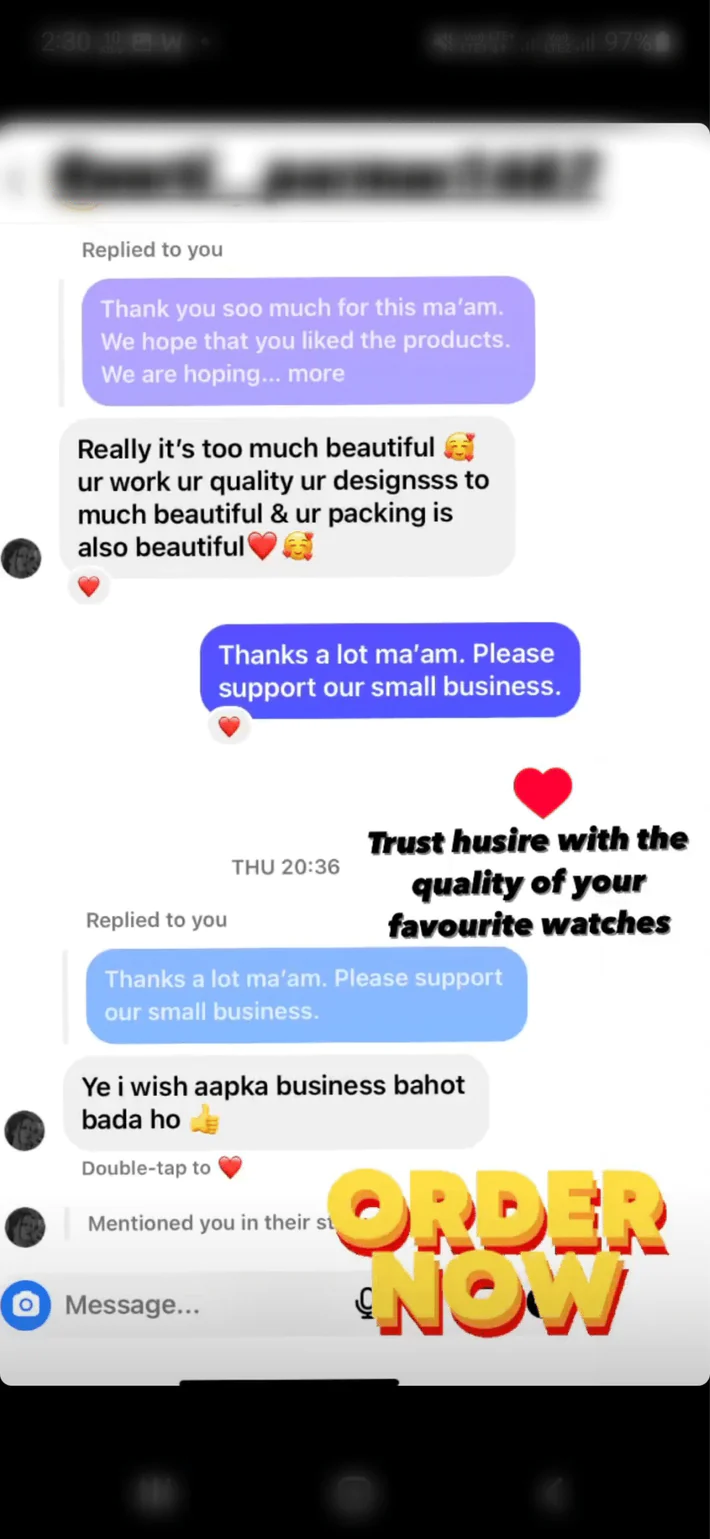 2:30
97%
Replied to you
Thank you soo much for this ma'am.
We hope that you liked the products.
We are hoping... more
Really it's too much beautiful 🥰
ur work ur quality ur designsss to
much beautiful & ur packing is
also beautiful❤️🥰
❤️
Thanks a lot ma'am. Please
support our small business.
❤️
Trust husire with the
quality of your
favourite watches
THU 20:36
Replied to you
Thanks a lot ma'am. Please support
our small business.
Ye i wish aapka business bahot
bada ho 👍
Double-tap to ❤️
Mentioned you in their st
ORDER
NOW
Message...